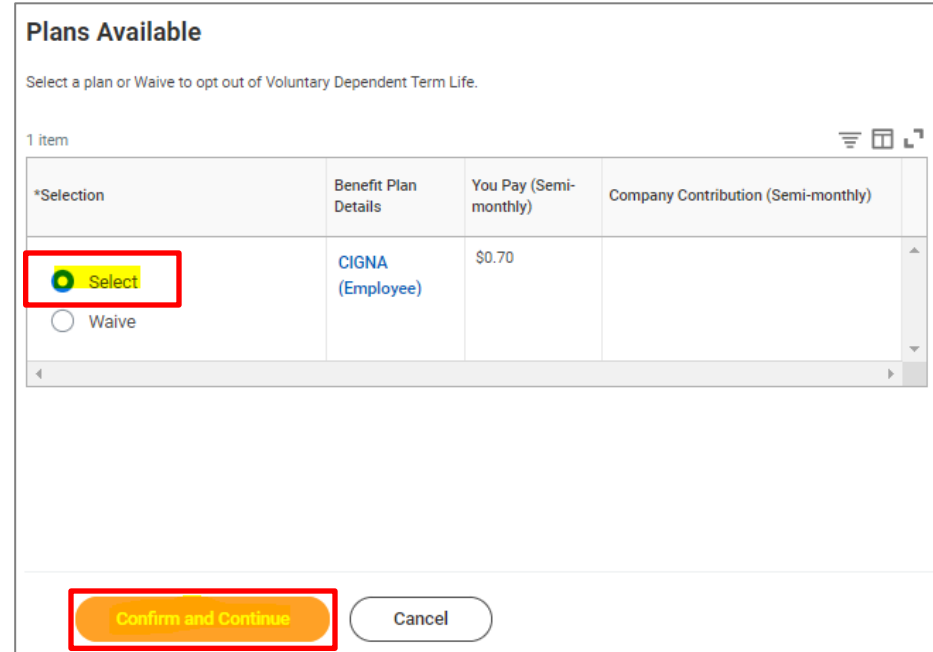 Plans Available
Select a plan or Waive to opt out of Voluntary Dependent Term Life.
1 item
*Selection
Benefit Plan
Details
You Pay (Semi-
monthly)
Company Contribution (Semi-monthly)
Select
Waive
CIGNA
(Employee)
$0.70
Confirm and Continue
Cancel